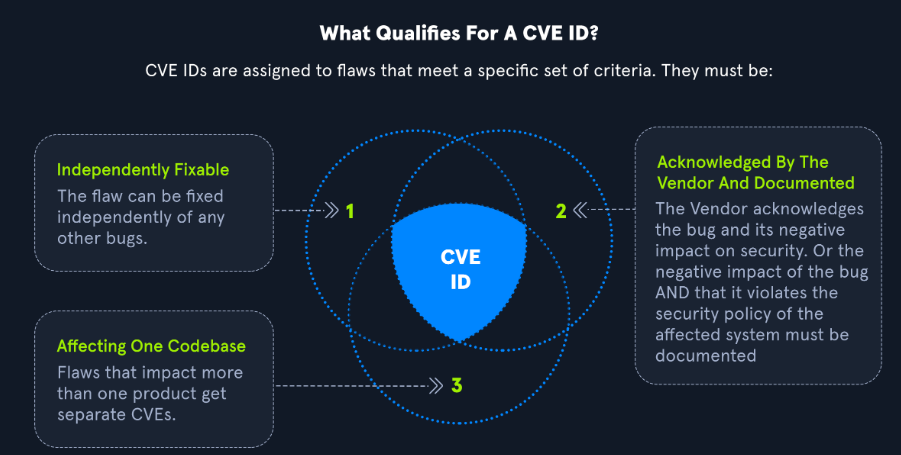 What Qualifies For A CVE ID?
CVE IDs are assigned to flaws that meet a specific set of criteria. They must be:
Independently Fixable
The flaw can be fixed
independently of any
other bugs.
1
2
Acknowledged By The
Vendor And Documented
The Vendor acknowledges
the bug and its negative
impact on security. Or the
negative impact of the bug
AND that it violates the
security policy of the
affected system must be
documented
CVE
ID
Affecting One Codebase
Flaws that impact more
than one product get
separate CVEs.
3